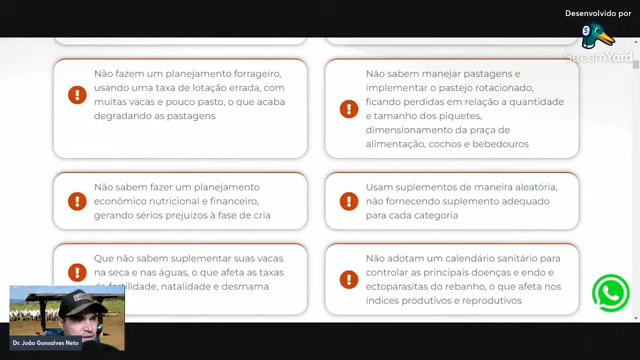 Desenvolvido por
StreamYard
Não fazem um planejamento forrageiro,
usando uma taxa de lotação errada, com
muitas vacas e pouco pasto, o que acaba
degradando as pastagens
Não sabem manejar pastagens e
implementar o pastejo rotacionado,
ficando perdidas em relação a quantidade
e tamanho dos piquetes,
dimensionamento da praça de
alimentação, cochos e bebedouros
Não sabem fazer um planejamento
econômico nutricional e financeiro,
gerando sérios prejuízos à fase de cria
Usam suplementos de maneira aleatória,
não fornecendo suplemento adequado
para cada categoria
Que não sabem suplementar suas vacas
na seca e nas águas, o que afeta as taxas
de fertilidade, natalidade e desmama
Não adotam um calendário sanitário para
controlar as principais doenças e endo e
ectoparasitas do rebanho, o que afeta nos
índices produtivos e reprodutivos
Dr. João Gonsalves Neto